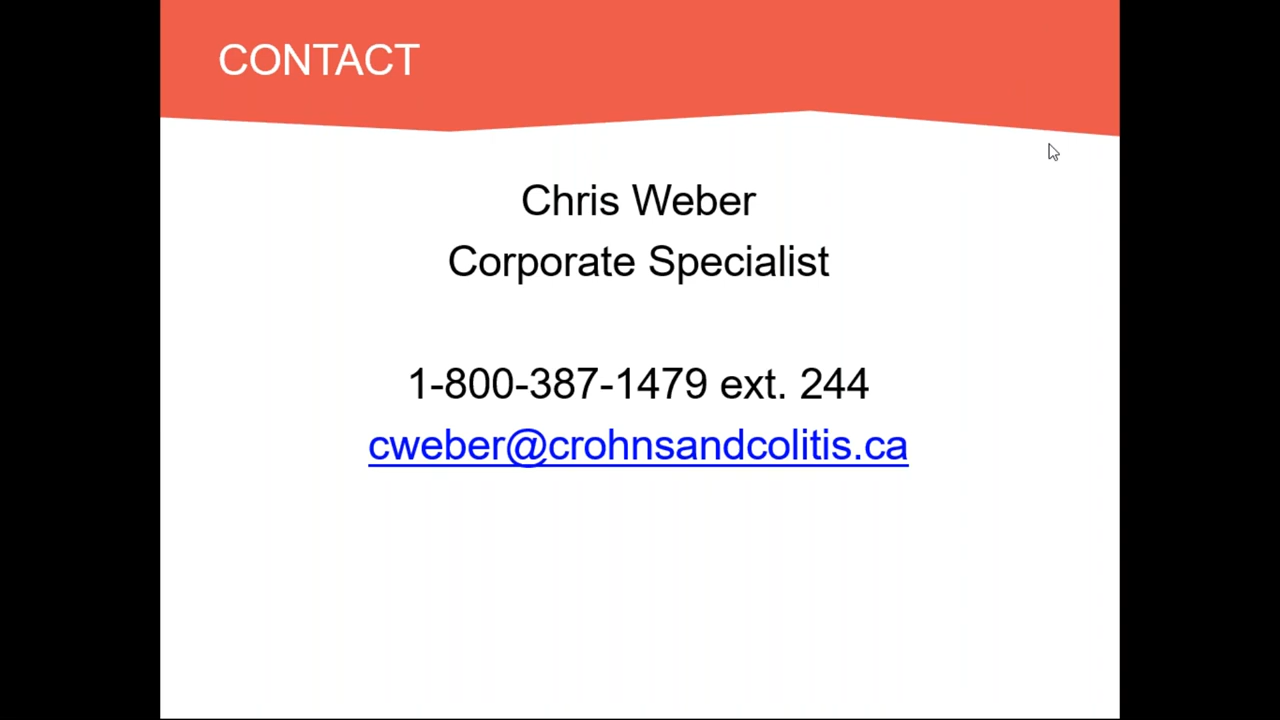 CONTACT
Chris Weber
Corporate Specialist
1-800-387-1479 ext. 244
cweber@crohnsandcolitis.ca